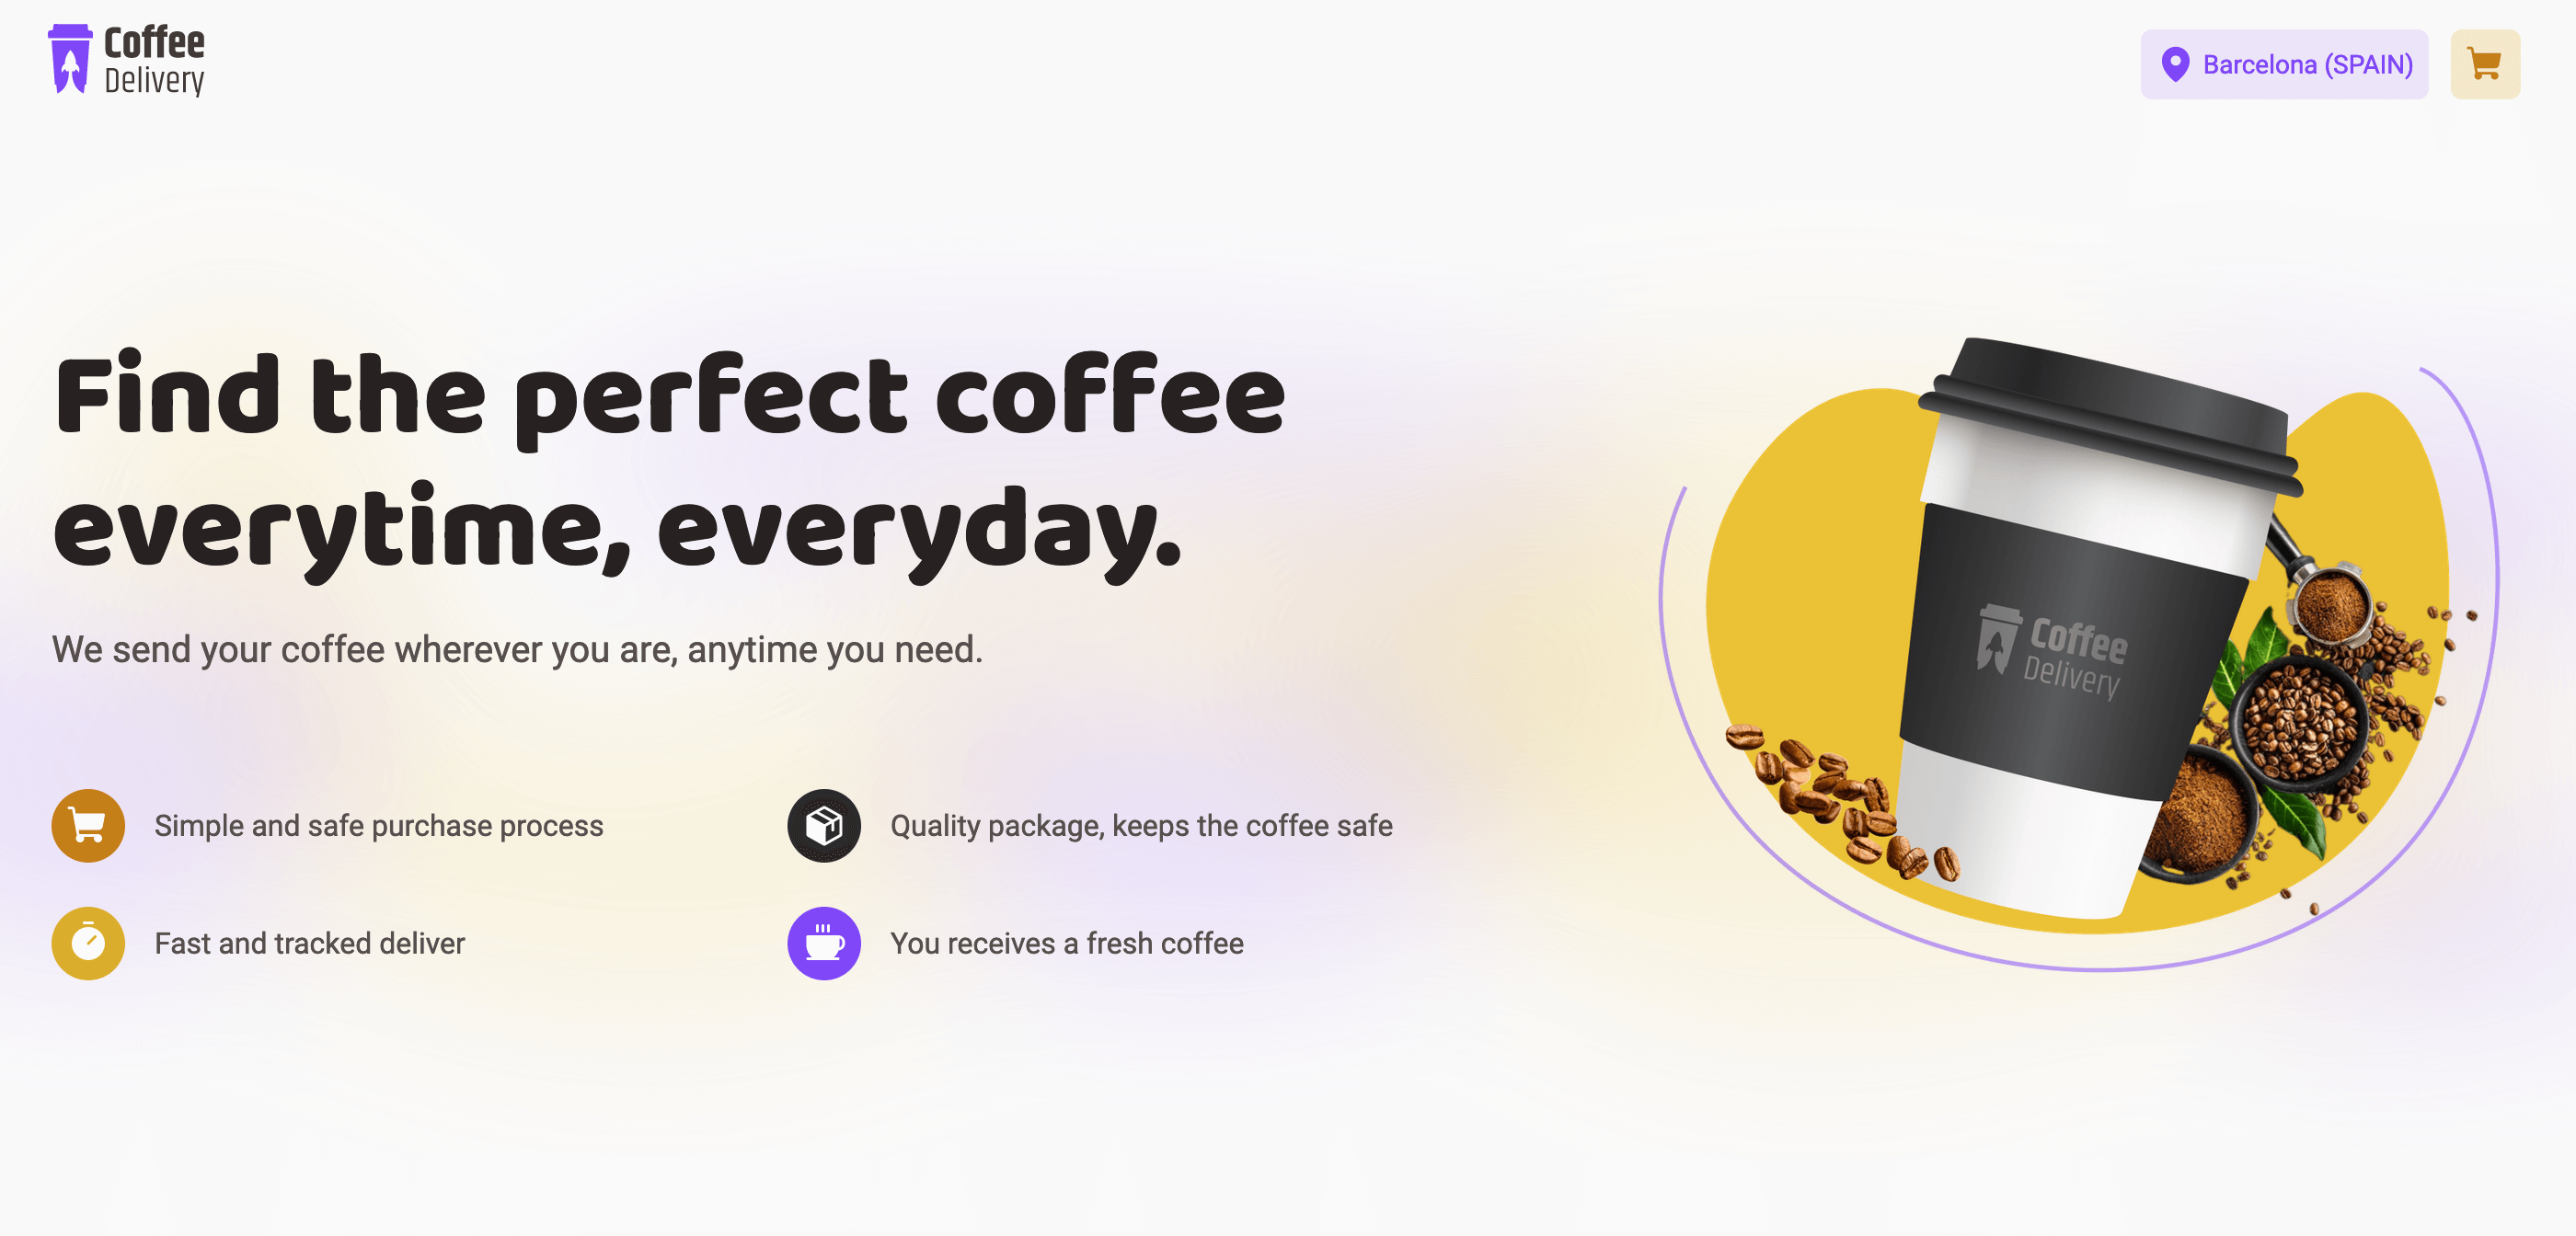 Coffee
Delivery
Barcelona (SPAIN)
Find the perfect coffee
everytime, everyday.
We send your coffee wherever you are, anytime you need.
Simple and safe purchase process
Quality package, keeps the coffee safe
Fast and tracked deliver
You receives a fresh coffee
Coffee
Delivery